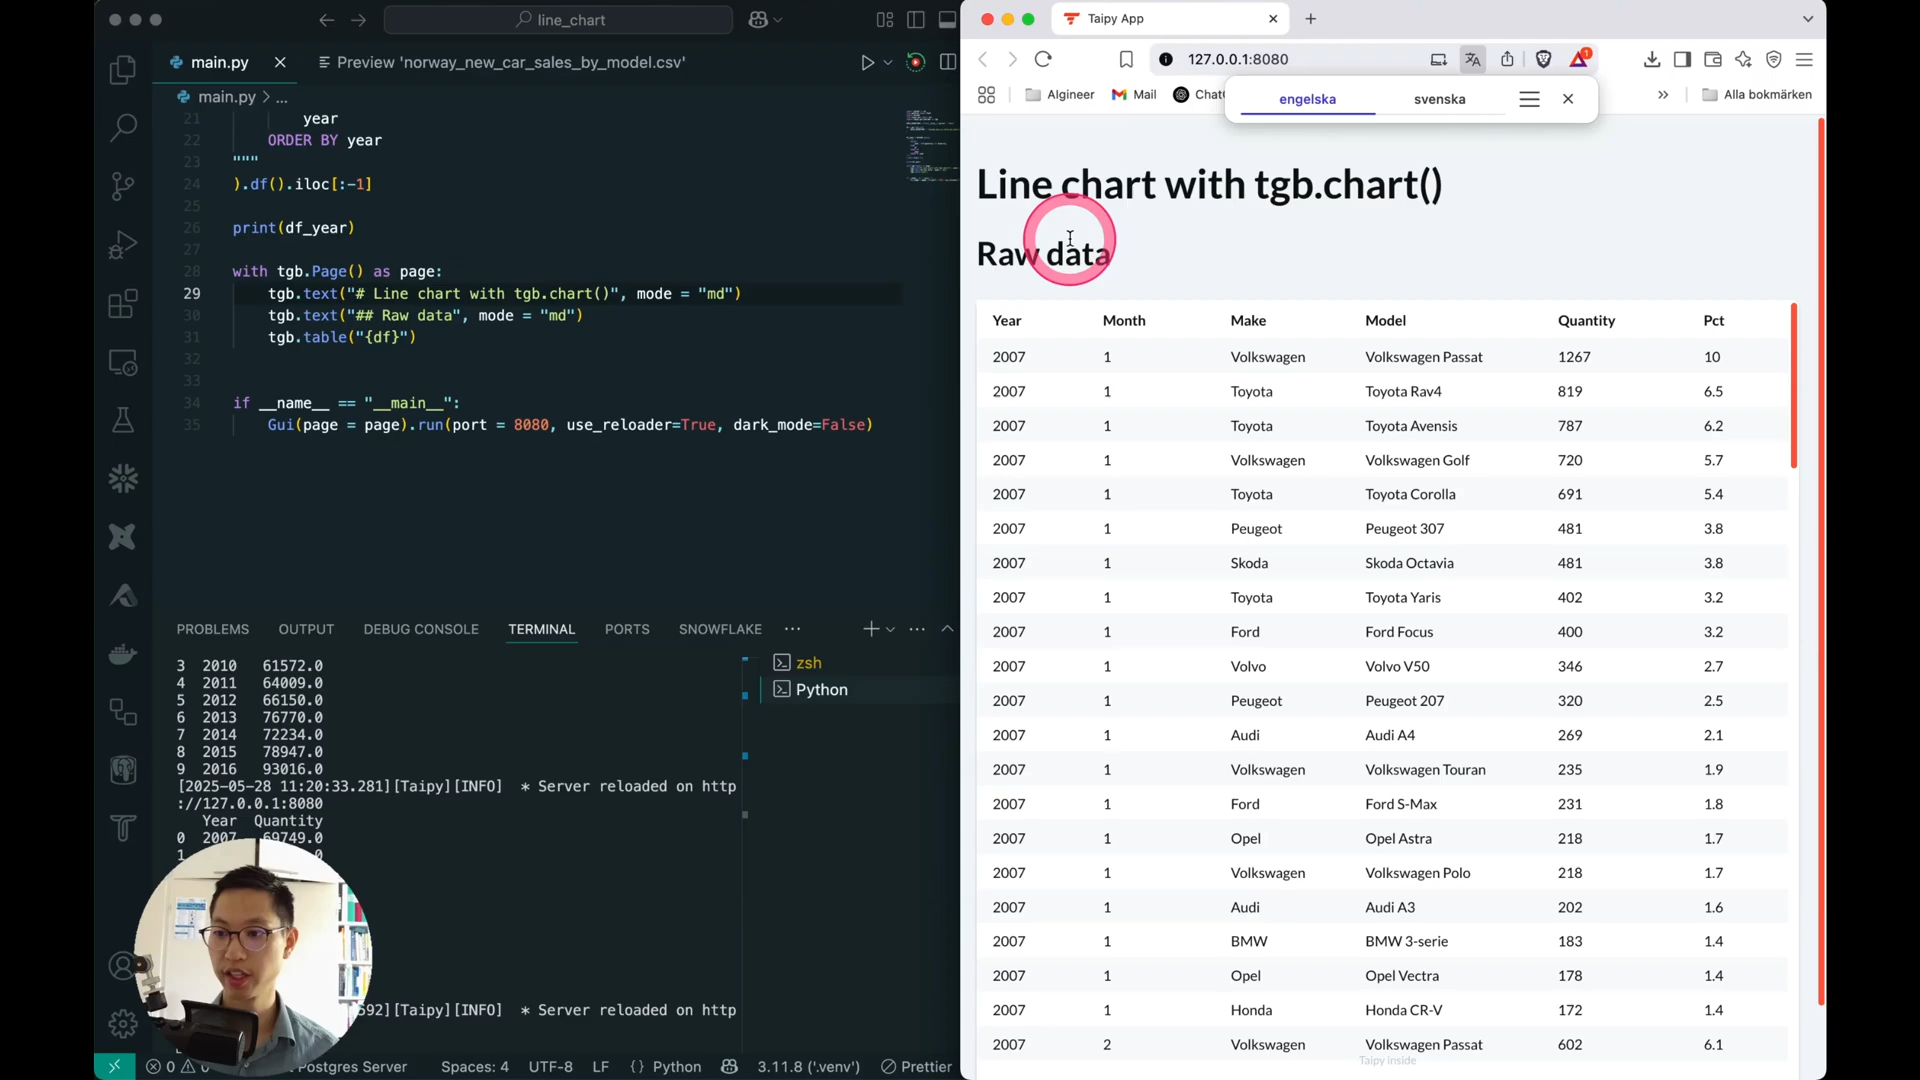 line_chart
main.py
Preview 'norway_new_car_sales_by_model.csv'
main.py > ...
21 year
22 ORDER BY year
23 """
24 ).df().iloc[:-1]
25
26 print(df_year)
27
28 with tgb.Page() as page:
29 tgb.text("# Line chart with tgb.chart()", mode = "md")
30 tgb.text("## Raw data", mode = "md")
31 tgb.table("{df}")
32
33
34 if __name__ == "__main__":
35 Gui(page = page).run(port = 8080, use_reloader=True, dark_mode=False)
PROBLEMS OUTPUT DEBUG CONSOLE TERMINAL PORTS SNOWFLAKE ...
3 2010 61572.0
4 2011 64009.0
5 2012 66150.0
6 2013 76770.0
7 2014 72234.0
8 2015 78947.0
9 2016 93016.0
[2025-05-28 11:20:33.281][Taipy][INFO] * Server reloaded on http
://127.0.0.1:8080
Year Quantity
0 2007 69749.0
1
592][Taipy][INFO] * Server reloaded on http
zsh
Python
0 Postgres Server Spaces: 4 UTF-8 LF {} Python 3.11.8 ('.venv') Prettier
Taipy App
127.0.0.1:8080
1
Algineer Mail Chat Alla bokmärken
engelska svenska
Line chart with tgb.chart()
Raw data
Year Month Make Model Quantity Pct
2007 1 Volkswagen Volkswagen Passat 1267 10
2007 1 Toyota Toyota Rav4 819 6.5
2007 1 Toyota Toyota Avensis 787 6.2
2007 1 Volkswagen Volkswagen Golf 720 5.7
2007 1 Toyota Toyota Corolla 691 5.4
2007 1 Peugeot Peugeot 307 481 3.8
2007 1 Skoda Skoda Octavia 481 3.8
2007 1 Toyota Toyota Yaris 402 3.2
2007 1 Ford Ford Focus 400 3.2
2007 1 Volvo Volvo V50 346 2.7
2007 1 Peugeot Peugeot 207 320 2.5
2007 1 Audi Audi A4 269 2.1
2007 1 Volkswagen Volkswagen Touran 235 1.9
2007 1 Ford Ford S-Max 231 1.8
2007 1 Opel Opel Astra 218 1.7
2007 1 Volkswagen Volkswagen Polo 218 1.7
2007 1 Audi Audi A3 202 1.6
2007 1 BMW BMW 3-serie 183 1.4
2007 1 Opel Opel Vectra 178 1.4
2007 1 Honda Honda CR-V 172 1.4
2007 2 Volkswagen Volkswagen Passat 602 6.1
Taipy inside